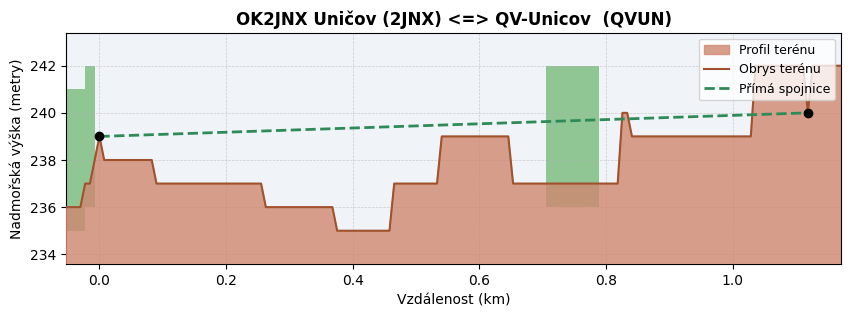 OK2JNX Uničov (2JNX) <=> QV-Unicov  (QVUN)
Profil terénu
Obrys terénu
Přímá spojnice
Nadmořská výška (metry)
242
240
238
236
234
0.0 0.2 0.4 0.6 0.8 1.0
Vzdálenost (km)